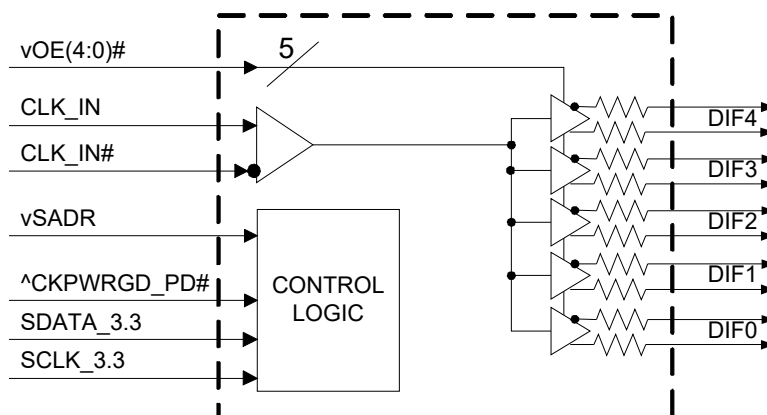 vOE(4:0)#
5
CLK_IN
CLK_IN#
vSADR
^CKPWRGD_PD#
SDATA_3.3
SCLK_3.3
CONTROL
LOGIC
DIF4
DIF3
DIF2
DIF1
DIF0